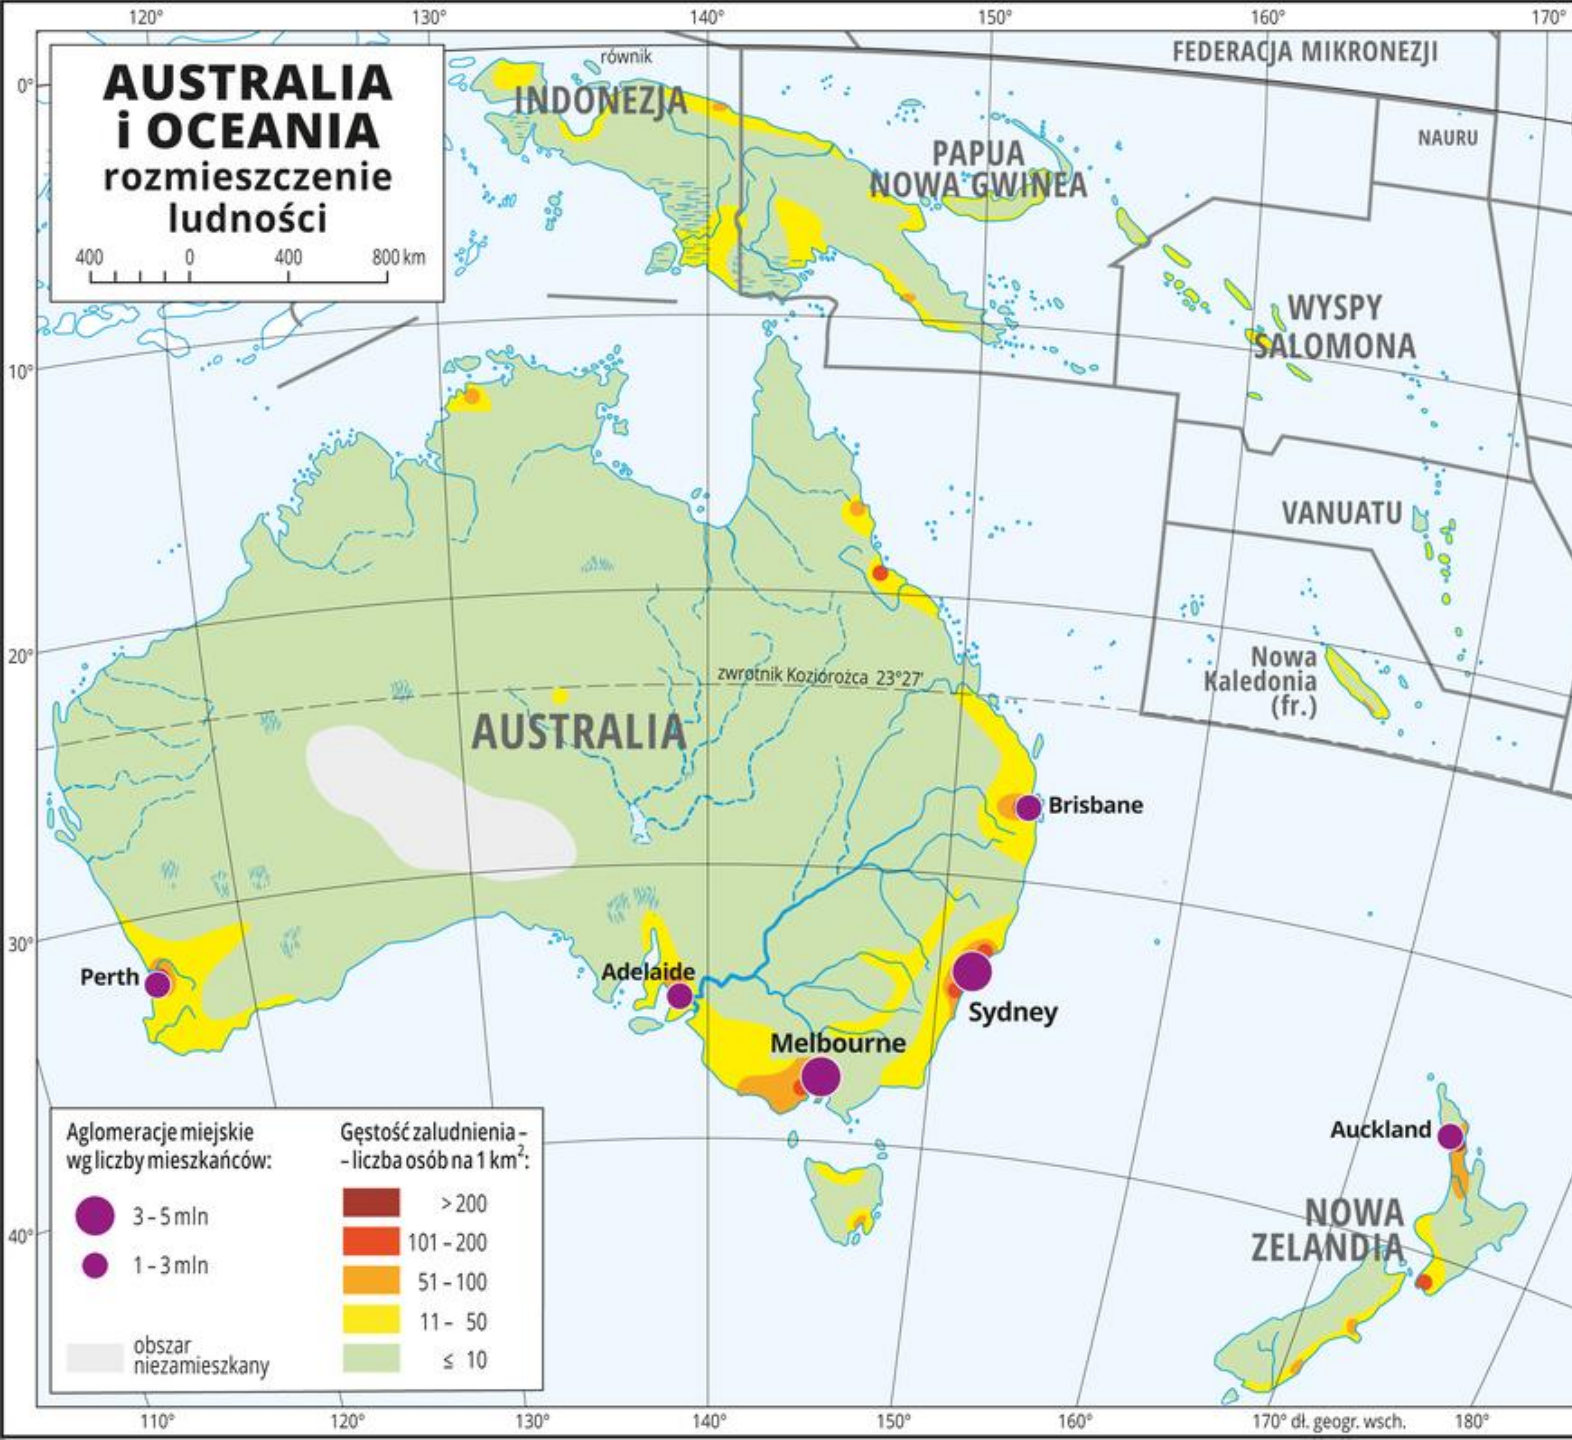 120°
130°
140°
150°
160°
170°
AUSTRALIA
i OCEANIA
rozmieszczenie
ludności
400 0 400 800 km
równik
FEDERACJA MIKRONEZJI
0°
INDONEZJA
NAURU
PAPUA
NOWA GWINEA
WYSPY
SALOMONA
10°
VANUATU
20°
Nowa
Kaledonia
(fr.)
zwrotnik Koziorożca 23°27'
AUSTRALIA
Brisbane
30°
Perth
Adelaide
Sydney
Melbourne
Auckland
NOWA
ZELANDIA
40°
Aglomeracje miejskie
wg liczby mieszkańców:
3 – 5 mln
1 – 3 mln
obszar
niezamieszkany
Gęstość zaludnienia –
– liczba osób na 1 km²:
> 200
101 – 200
51 – 100
11 – 50
≤ 10
110°
120°
130°
140°
150°
160°
170° dł. geogr. wsch.
180°